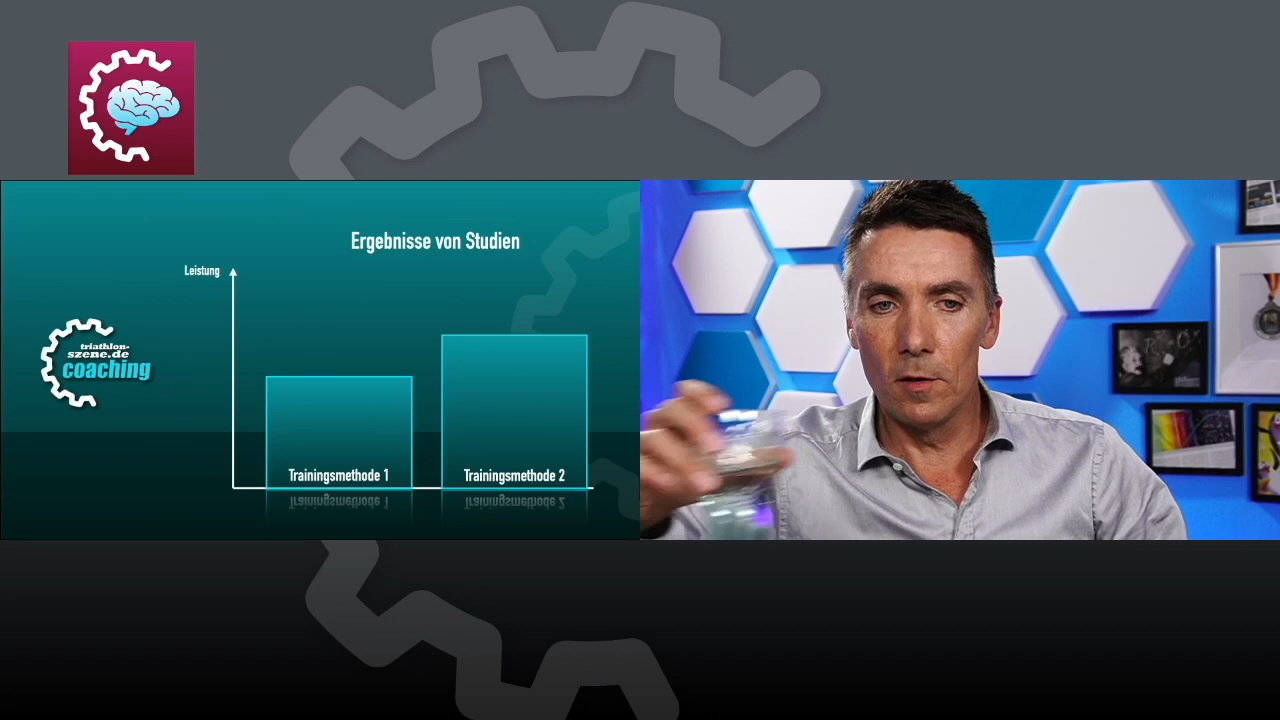 Ergebnisse von Studien
Leistung
triathlon-
szene.de
coaching
Trainingsmethode 1
Trainingsmethode 2